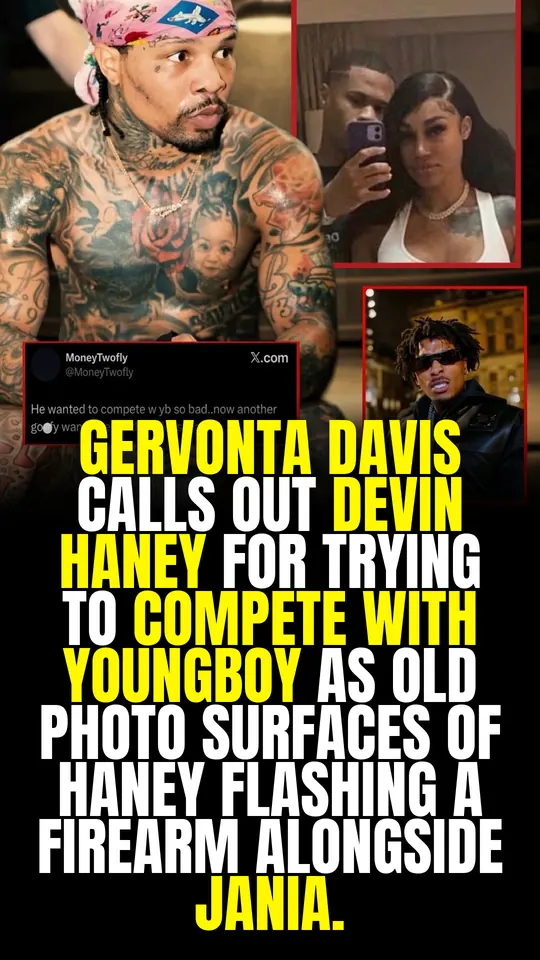 MoneyTwofly
@MoneyTwofly
X.com
He wanted to compete w yb so bad..now another
GERVONTA DAVIS
CALLS OUT DEVIN
HANEY FOR TRYING
TO COMPETE WITH
YOUNGBOY AS OLD
PHOTO SURFACES OF
HANEY FLASHING A
FIREARM ALONGSIDE
JANIA.